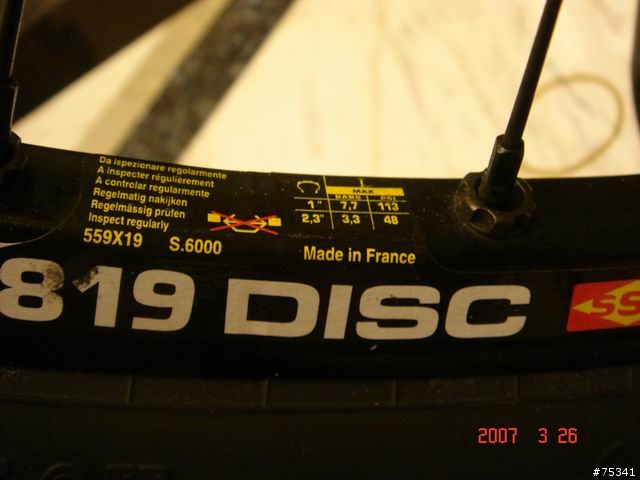 Da ispezionare regolarmente
A inspecter régulièrement
A controlar regularmente
Regelmatig nakijken
Regelmässig prüfen
Inspect regularly
559X19 S.6000
MAX
BARS PSI
1" 7,7 113
2,3" 3,3 48
Made in France
819 DISC
2007 3 26
#75341